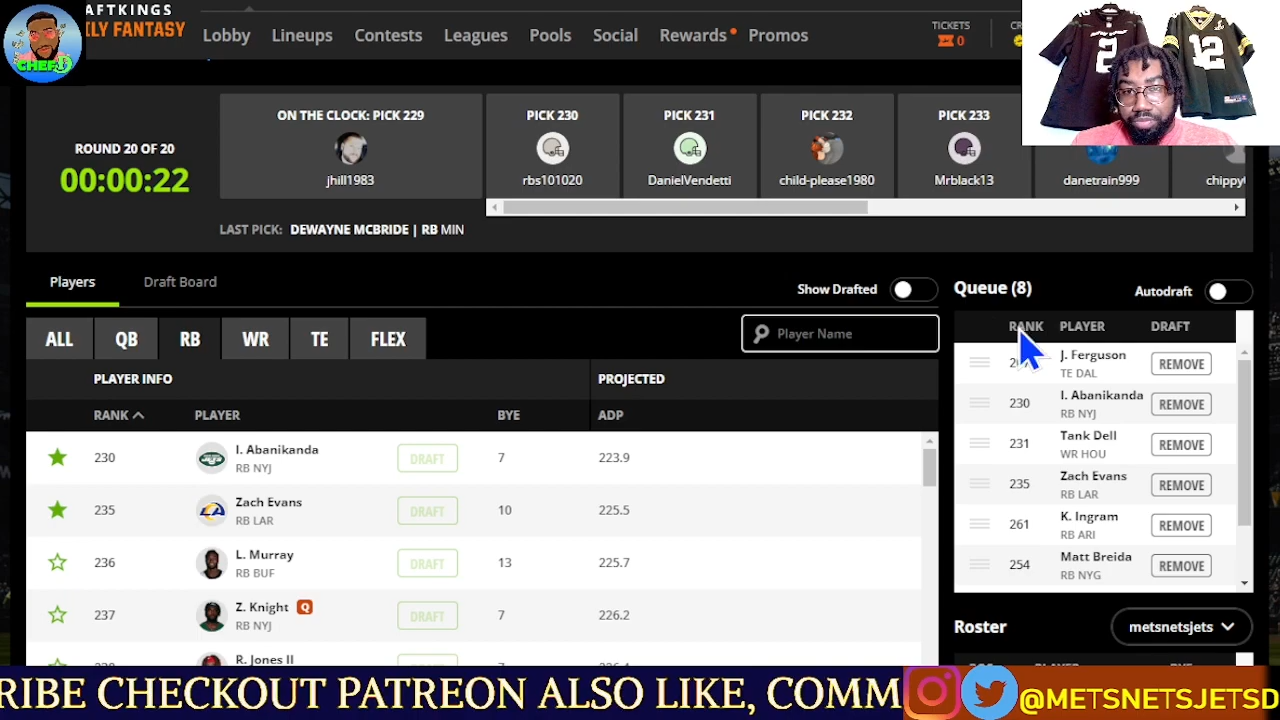 AFTKINGS
LY FANTASY
CHEF
Lobby Lineups Contests Leagues Pools Social Rewards Promos
TICKETS
0
2
12
ROUND 20 OF 20
00:00:22
ON THE CLOCK: PICK 229
jhill1983
PICK 230
rbs101020
PICK 231
DanielVendetti
PICK 232
child-please1980
PICK 233
Mrblack13
danetrain999
LAST PICK: DEWAYNE MCBRIDE | RB MIN
Players Draft Board
Show Drafted
Queue (8)
Autodraft
ALL QB RB WR TE FLEX
Player Name
PLAYER INFO PROJECTED
RANK PLAYER BYE ADP
230 I. Abanikanda RB NYJ DRAFT 7 223.9
235 Zach Evans RB LAR DRAFT 10 225.5
236 L. Murray RB BUF DRAFT 13 225.7
237 Z. Knight Q RB NYJ DRAFT 7 226.2
R. Jones II
RANK PLAYER DRAFT
J. Ferguson TE DAL REMOVE
230 I. Abanikanda RB NYJ REMOVE
231 Tank Dell WR HOU REMOVE
235 Zach Evans RB LAR REMOVE
261 K. Ingram RB ARI REMOVE
254 Matt Breida RB NYG REMOVE
Roster
metsnetsjets
RIBE CHECKOUT PATREON ALSO LIKE, COMM
@METSNETSJETSD